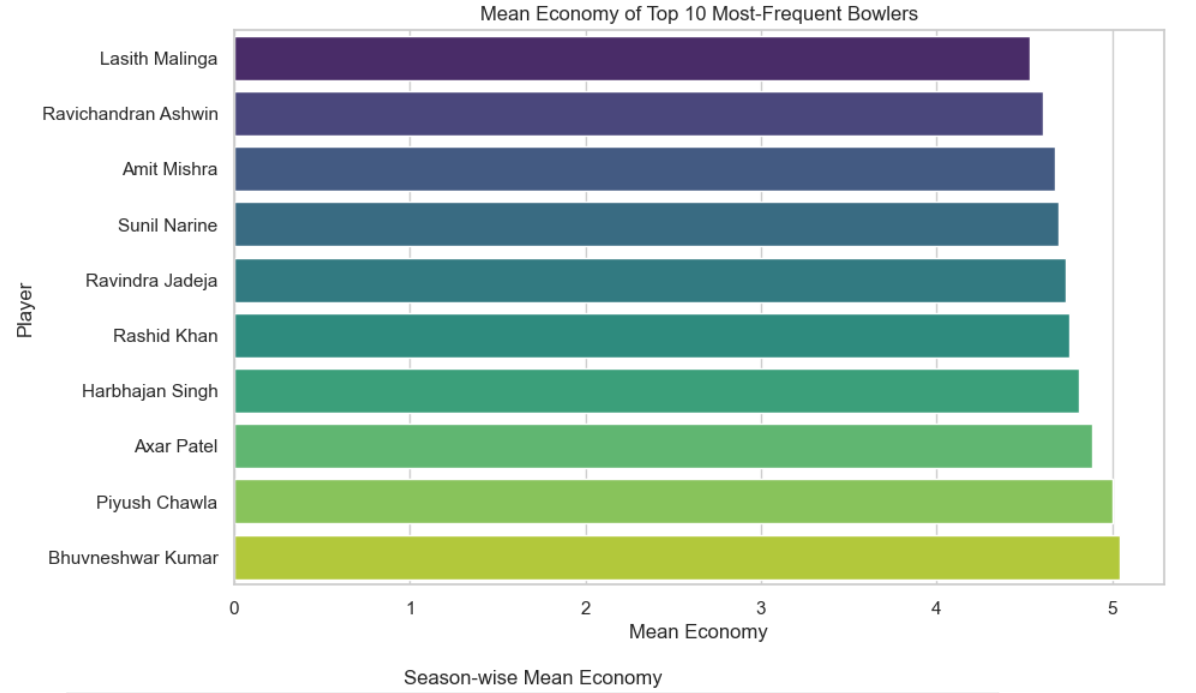 Mean Economy of Top 10 Most-Frequent Bowlers
Lasith Malinga
Ravichandran Ashwin
Amit Mishra
Sunil Narine
Ravindra Jadeja
Rashid Khan
Harbhajan Singh
Axar Patel
Piyush Chawla
Bhuvneshwar Kumar
Player
0 1 2 3 4 5
Mean Economy
Season-wise Mean Economy